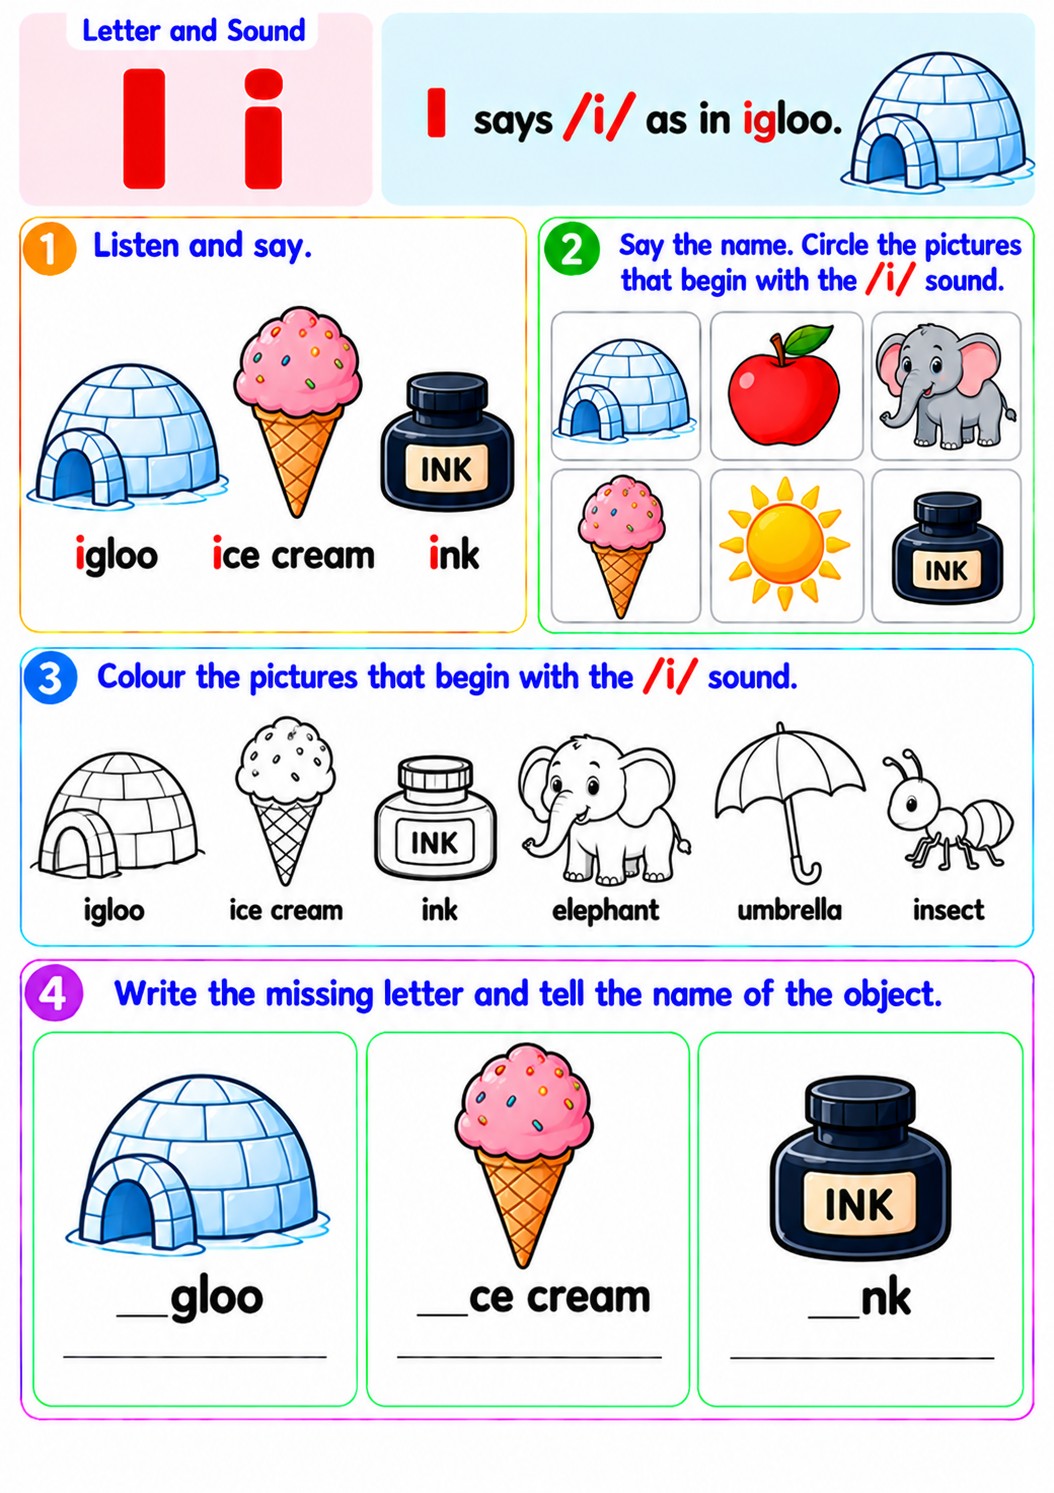 Letter and Sound
I i
I says /i/ as in igloo.
1 Listen and say.
INK
igloo ice cream ink
2 Say the name. Circle the pictures
that begin with the /i/ sound.
INK
3 Colour the pictures that begin with the /i/ sound.
INK
igloo ice cream ink elephant umbrella insect
4 Write the missing letter and tell the name of the object.
INK
__gloo __ce cream __nk